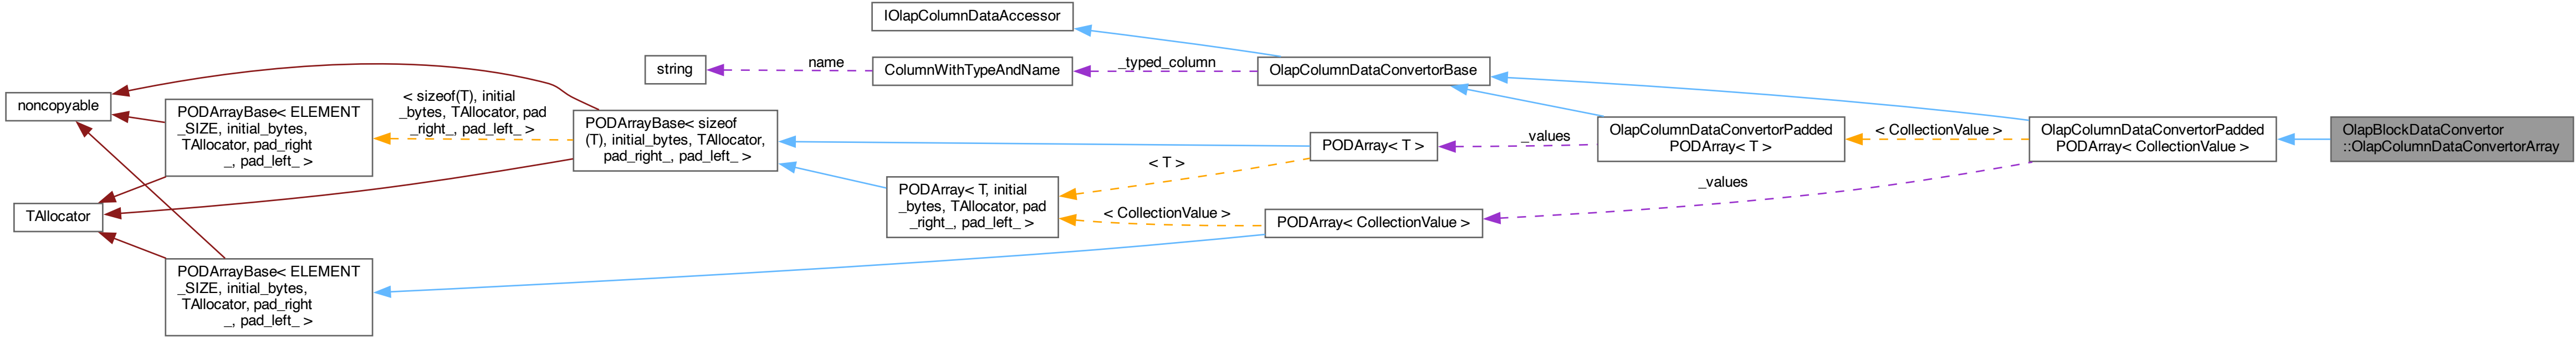 IOlapColumnDataAccessor
string
name
ColumnWithTypeAndName
_typed_column
OlapColumnDataConvertorBase
noncopyable
PODArrayBase< ELEMENT
_SIZE, initial_bytes,
TAllocator, pad_right
_, pad_left_ >
< sizeof(T), initial
_bytes, TAllocator, pad
_right_, pad_left_ >
PODArrayBase< sizeof
(T), initial_bytes, TAllocator,
pad_right_, pad_left_ >
PODArray< T >
_values
OlapColumnDataConvertorPadded
PODArray< T >
< CollectionValue >
OlapColumnDataConvertorPadded
PODArray< CollectionValue >
OlapBlockDataConvertor
::OlapColumnDataConvertorArray
< T >
_values
TAllocator
PODArray< T, initial
_bytes, TAllocator, pad
_right_, pad_left_ >
< CollectionValue >
PODArray< CollectionValue >
PODArrayBase< ELEMENT
_SIZE, initial_bytes,
TAllocator, pad_right
_, pad_left_ >